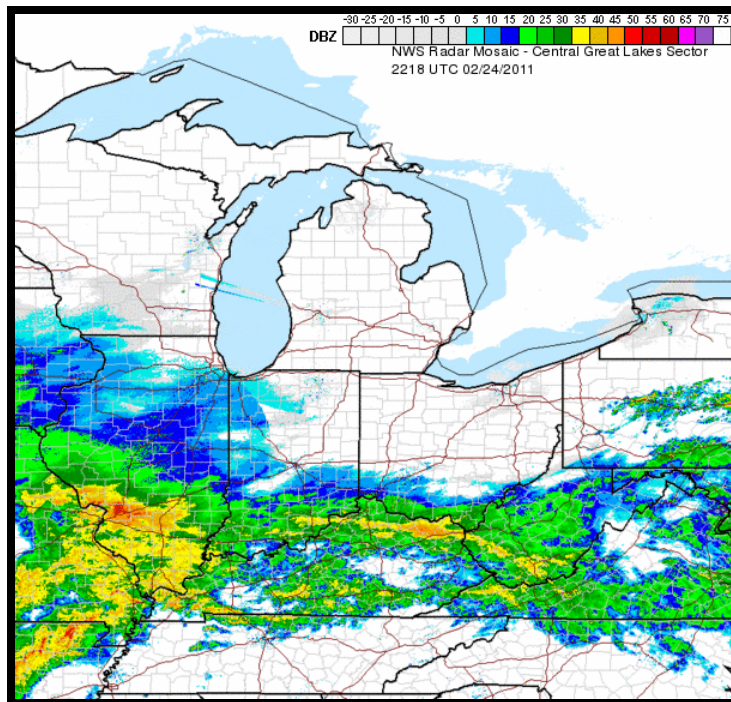 -30 -25 -20 -15 -10 -5 0 5 10 15 20 25 30 35 40 45 50 55 60 65 70 75
DBZ
NWS Radar Mosaic - Central Great Lakes Sector
2218 UTC 02/24/2011